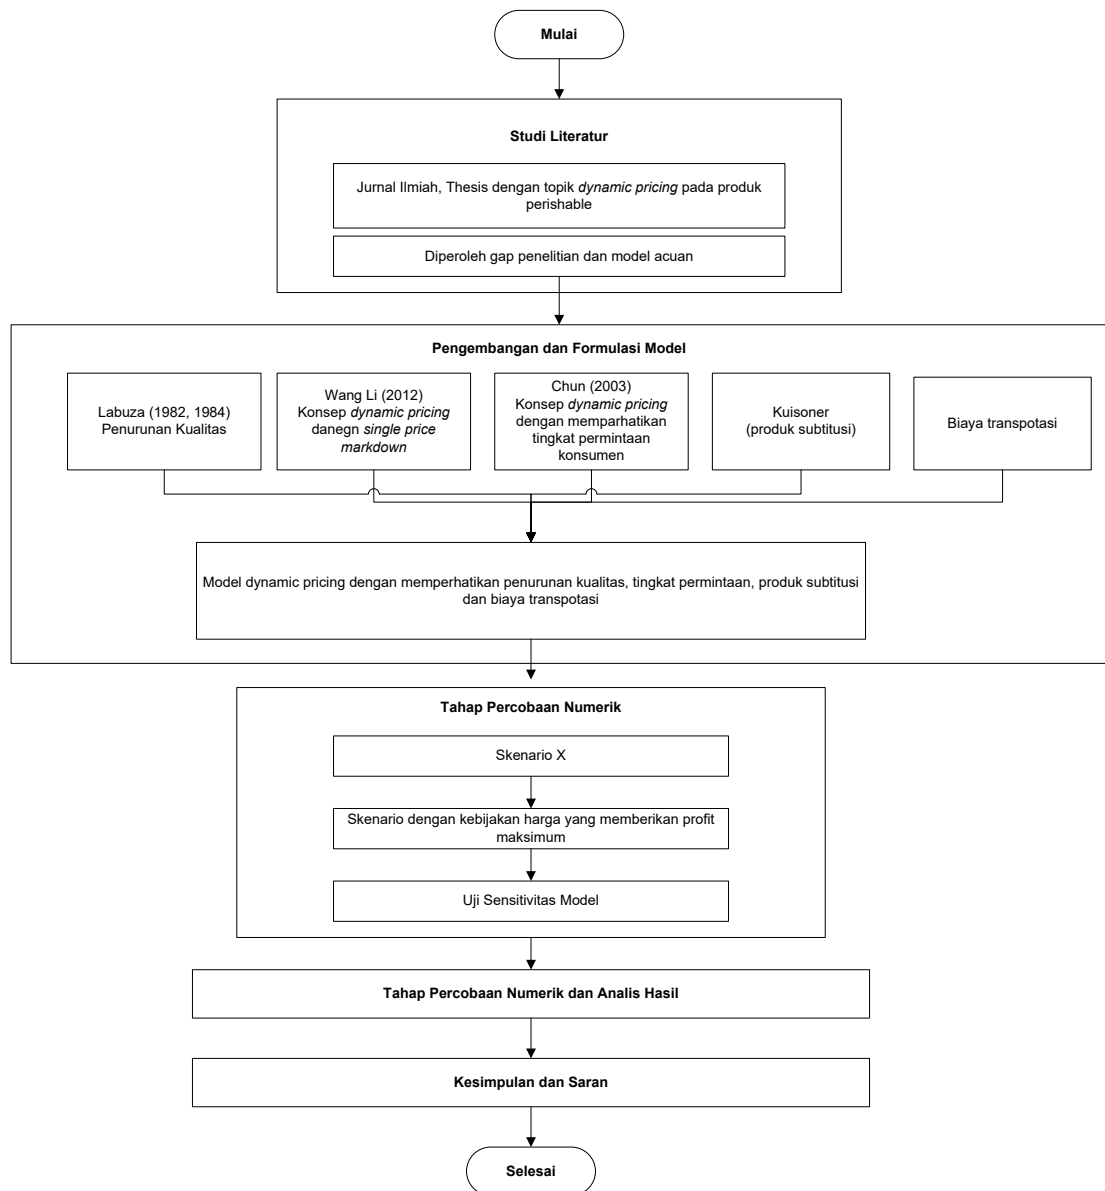 Mulai
Studi Literatur
Jurnal Ilmiah, Thesis dengan topik dynamic pricing pada produk
perishable
Diperoleh gap penelitian dan model acuan
Pengembangan dan Formulasi Model
Labuza (1982, 1984)
Penurunan Kualitas
Wang Li (2012)
Konsep dynamic pricing
danegn single price
markdown
Chun (2003)
Konsep dynamic pricing
dengan memparhatikan
tingkat permintaan
konsumen
Kuisoner
(produk subtitusi)
Biaya transpotasi
Model dynamic pricing dengan memperhatikan penurunan kualitas, tingkat permintaan, produk subtitusi
dan biaya transpotasi
Tahap Percobaan Numerik
Skenario X
Skenario dengan kebijakan harga yang memberikan profit
maksimum
Uji Sensitivitas Model
Tahap Percobaan Numerik dan Analis Hasil
Kesimpulan dan Saran
Selesai